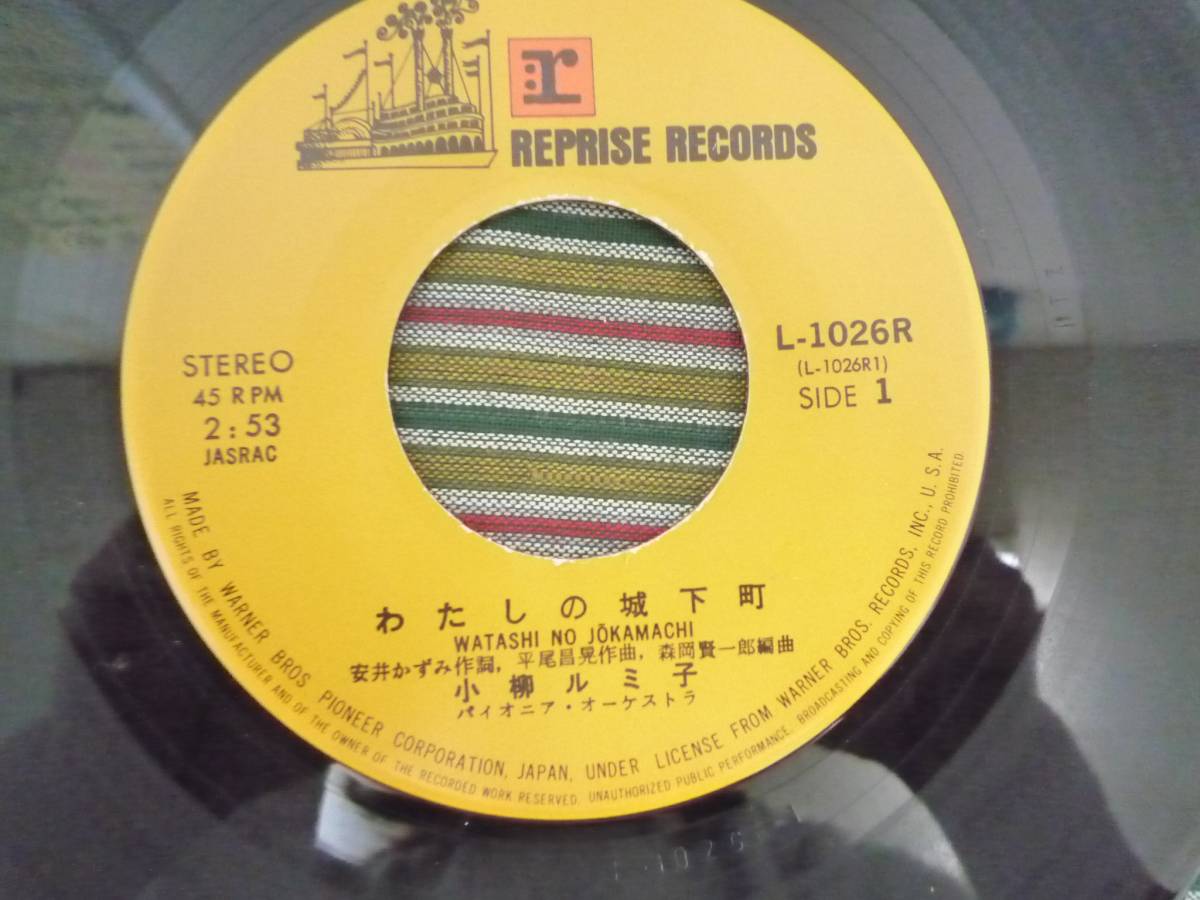 r
REPRISE RECORDS
STEREO
45 RPM
2:53
JASRAC
L-1026R
(L-1026R1)
SIDE 1
わたしの城下町
WATASHI NO JŌKAMACHI
安井かずみ作詞, 平尾昌晃作曲, 森岡賢一郎編曲
小柳ルミ子
パイオニア・オーケストラ
MADE BY WARNER BROS PIONEER CORPORATION, JAPAN, UNDER LICENSE FROM WARNER BROS. RECORDS, INC., U. S. A.
ALL RIGHTS OF THE MANUFACTURER AND OF THE OWNER OF THE RECORDED WORK RESERVED. UNAUTHORIZED PUBLIC PERFORMANCE, BROADCASTING AND COPYING OF THIS RECORD PROHIBITED.